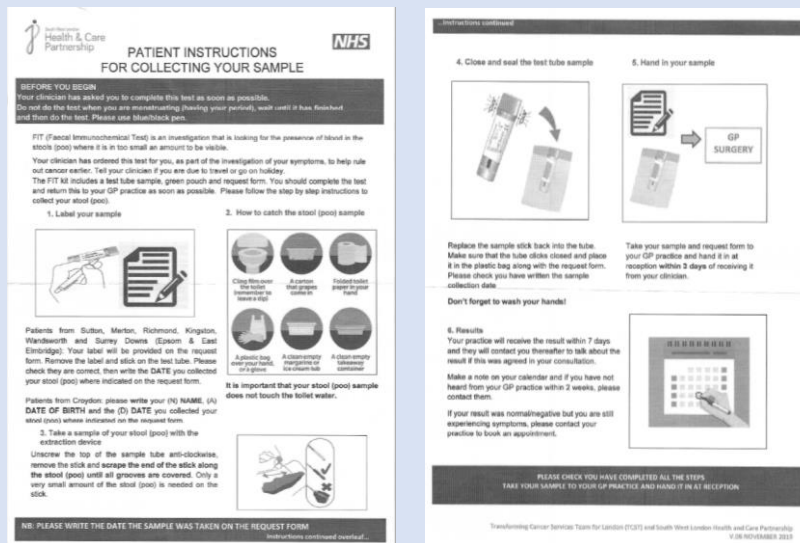 South West London
Health & Care
Partnership
NHS
PATIENT INSTRUCTIONS
FOR COLLECTING YOUR SAMPLE
BEFORE YOU BEGIN
Your clinician has asked you to complete this test as soon as possible.
Do not do the test when you are menstruating (having your period), wait until it has finished
and then do the test. Please use blue/black pen.
FIT (Faecal Immunochemical Test) is an investigation that is looking for the presence of blood in the
stools (poo) where it is in too small an amount to be visible.
Your clinician has ordered this test for you, as part of the investigation of your symptoms, to help rule
out cancer earlier. Tell your clinician if you are due to travel or go on holiday.
The FIT kit includes a test tube sample, green pouch and request form. You should complete the test
and return this to your GP practice as soon as possible. Please follow the step by step instructions to
collect your stool (poo).
1. Label your sample
2. How to catch the stool (poo) sample
Cling film over
the toilet
(remember to
leave a dip)
A carton
that grapes
come in
Folded toilet
paper in your
hand
A plastic bag
over your hand,
or a glove
A clean empty
margarine or
ice cream tub
A clean empty
takeaway
container
Patients from Sutton, Merton, Richmond, Kingston,
Wandsworth and Surrey Downs (Epsom & East
Elmbridge): Your label will be provided on the request
form. Remove the label and stick on the test tube. Please
check they are correct, then write the DATE you collected
your stool (poo) where indicated on the request form.
Patients from Croydon: please write your (N) NAME, (A)
DATE OF BIRTH and the (D) DATE you collected your
stool (poo) where indicated on the request form.
It is important that your stool (poo) sample
does not touch the toilet water.
3. Take a sample of your stool (poo) with the
extraction device
Unscrew the top of the sample tube anti-clockwise,
remove the stick and scrape the end of the stick along
the stool (poo) until all grooves are covered. Only a
very small amount of the stool (poo) is needed on the
stick.
NB: PLEASE WRITE THE DATE THE SAMPLE WAS TAKEN ON THE REQUEST FORM
Instructions continued overleaf...
...Instructions continued
4. Close and seal the test tube sample
5. Hand in your sample
GP
SURGERY
Replace the sample stick back into the tube.
Make sure that the tube clicks closed and place
it in the plastic bag along with the request form.
Please check you have written the sample
collection date
Don't forget to wash your hands!
Take your sample and request form to
your GP practice and hand it in at
reception within 2 days of receiving it
from your clinician.
6. Results
Your practice will receive the result within 7 days
and they will contact you thereafter to talk about the
result if this was agreed in your consultation.
Make a note on your calendar and if you have not
heard from your GP practice within 2 weeks, please
contact them.
If your result was normal/negative but you are still
experiencing symptoms, please contact your
practice to book an appointment.
PLEASE CHECK YOU HAVE COMPLETED ALL THE STEPS
TAKE YOUR SAMPLE TO YOUR GP PRACTICE AND HAND IT IN AT RECEPTION
Transforming Cancer Services Team for London (TCST) and South West London Health and Care Partnership
V.06 NOVEMBER 2019